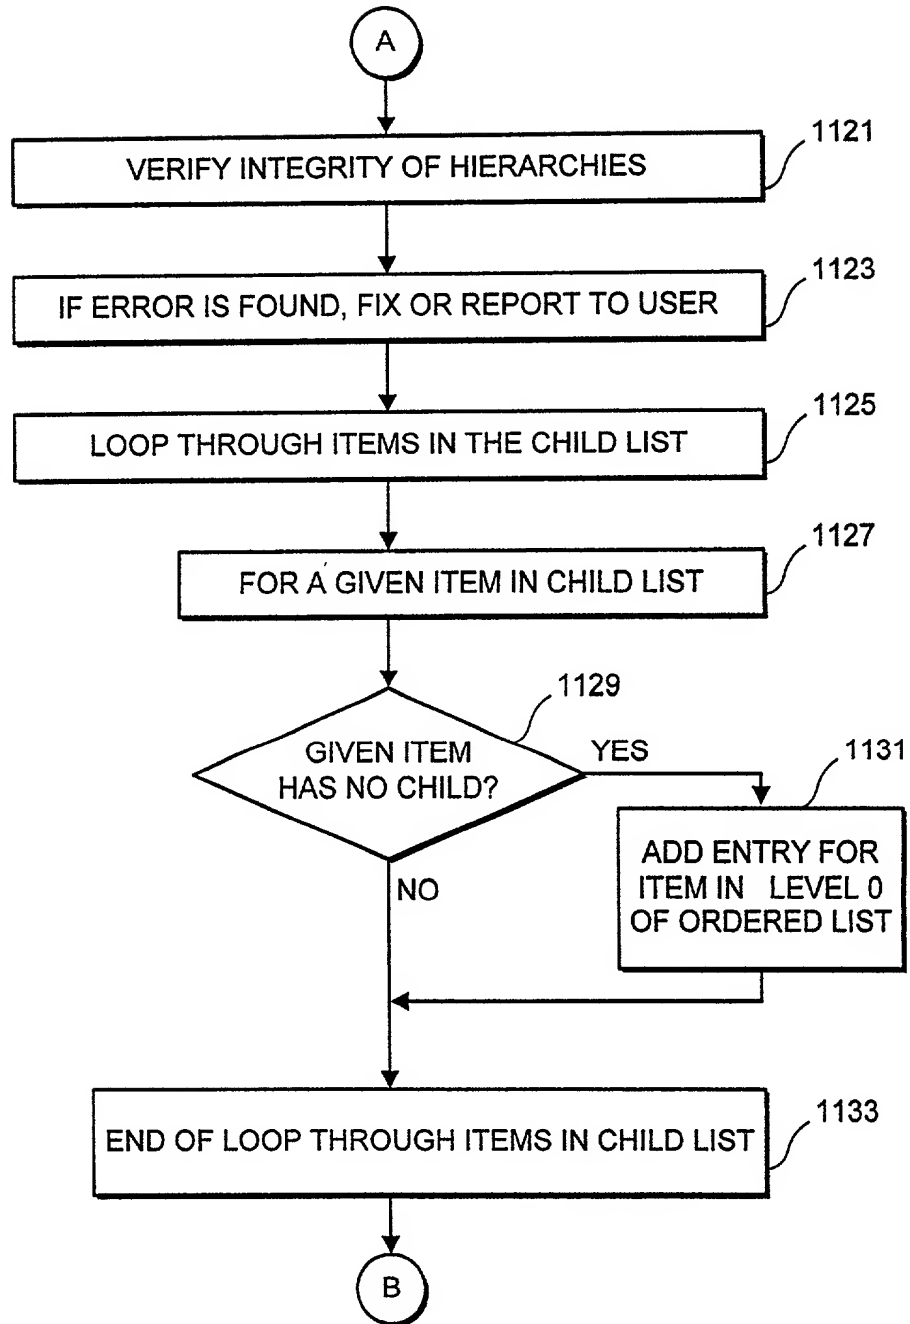 A
1121
VERIFY INTEGRITY OF HIERARCHIES
1123
IF ERROR IS FOUND, FIX OR REPORT TO USER
1125
LOOP THROUGH ITEMS IN THE CHILD LIST
1127
FOR A GIVEN ITEM IN CHILD LIST
1129
GIVEN ITEM
HAS NO CHILD?
YES
1131
ADD ENTRY FOR
ITEM IN LEVEL 0
OF ORDERED LIST
NO
1133
END OF LOOP THROUGH ITEMS IN CHILD LIST
B